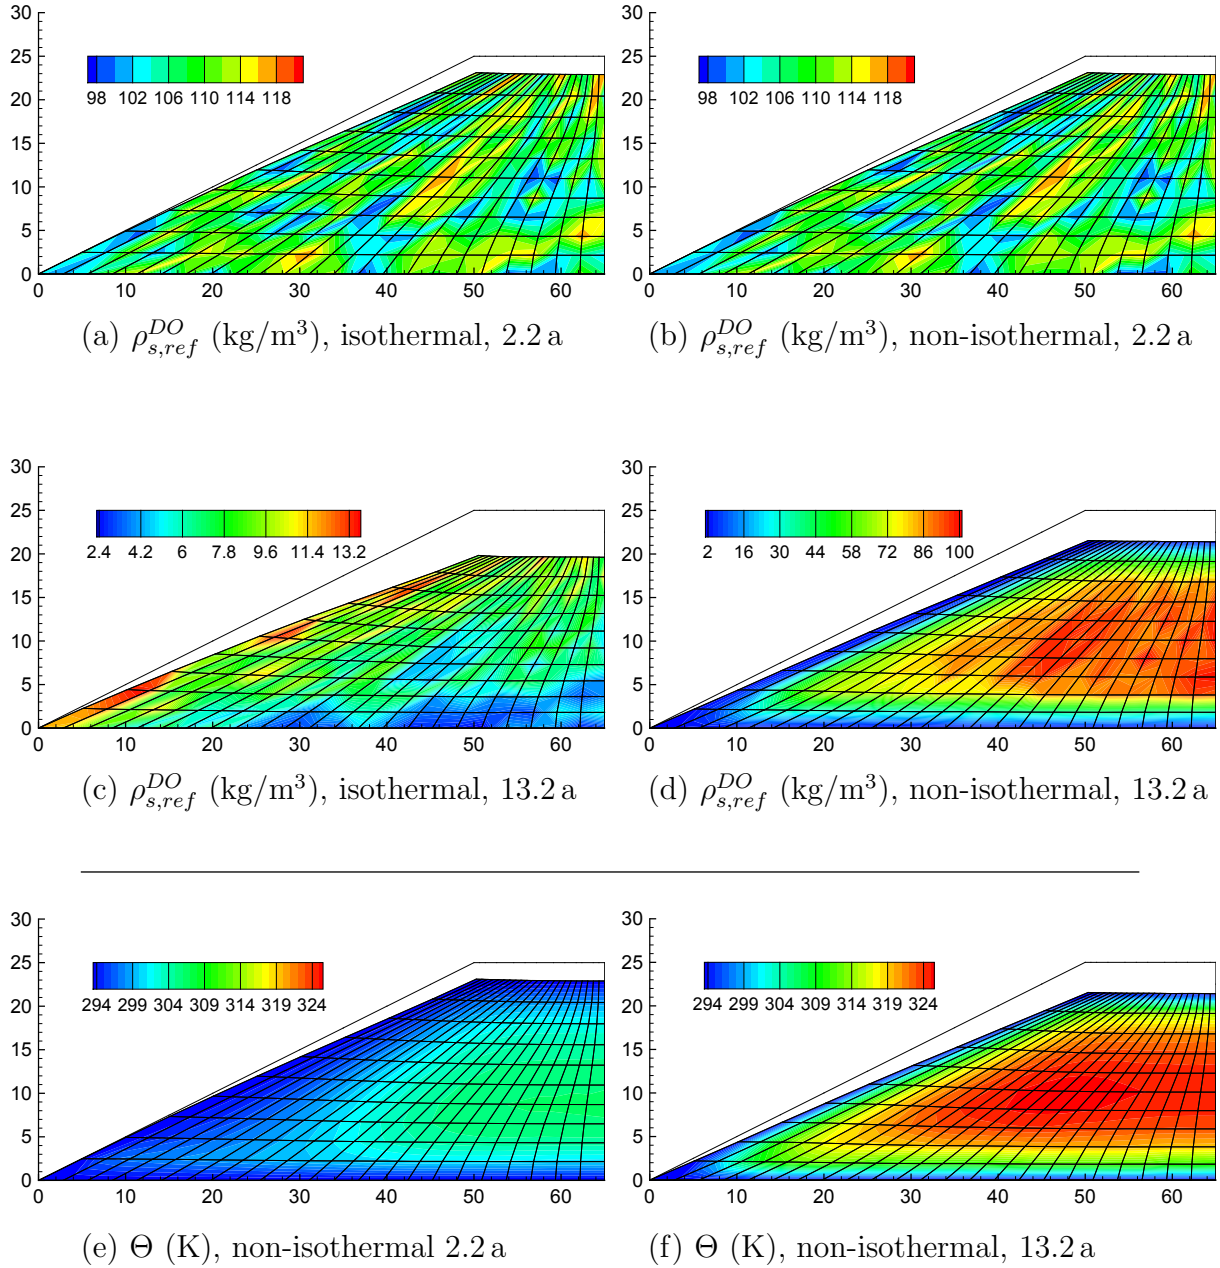 30
25
20
15
10
5
0
98 102 106 110 114 118
0 10 20 30 40 50 60
(a) ρ_{s,ref}^{DO} (kg/m³), isothermal, 2.2 a
30
25
20
15
10
5
0
98 102 106 110 114 118
0 10 20 30 40 50 60
(b) ρ_{s,ref}^{DO} (kg/m³), non-isothermal, 2.2 a
30
25
20
15
10
5
0
2.4 4.2 6 7.8 9.6 11.4 13.2
0 10 20 30 40 50 60
(c) ρ_{s,ref}^{DO} (kg/m³), isothermal, 13.2 a
30
25
20
15
10
5
0
2 16 30 44 58 72 86 100
0 10 20 30 40 50 60
(d) ρ_{s,ref}^{DO} (kg/m³), non-isothermal, 13.2 a
30
25
20
15
10
5
0
294 299 304 309 314 319 324
0 10 20 30 40 50 60
(e) Θ (K), non-isothermal 2.2 a
30
25
20
15
10
5
0
294 299 304 309 314 319 324
0 10 20 30 40 50 60
(f) Θ (K), non-isothermal, 13.2 a